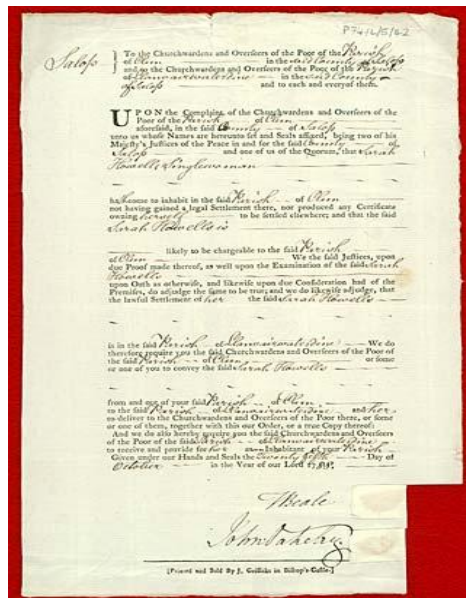 P74/L/5/42
Salop } To the Churchwardens and Overseers of the Poor of the Parish
of Clun -- in the said County of Salop
and to the Churchwardens and Overseers of the Poor of the Parish
of Llanvairwaterdine -- in the said County
of Salop and to each and every of them.
UPON the Complaint of the Churchwardens and Overseers of the
Poor of the Parish -- of Clun
aforesaid, in the said County -- of Salop --
unto us whose Names are hereunto set and Seals affixed, being two of his
Majesty's Justices of the Peace in and for the said County -- of
Salop and one of us of the Quorum, that Sarah
Howells Singlewoman
ha come to inhabit in the said Parish -- of Clun
not having gained a legal Settlement there, nor produced any Certificate
owning herself to be settled elsewhere; and that the said
Sarah Howells is
likely to be chargeable to the said Parish
of Clun We the said Justices, upon
due Proof made thereof, as well upon the Examination of the said Sarah
Howells
upon Oath as otherwise, and likewise upon due Consideration had of the
Premises, do adjudge the same to be true; and we do likewise adjudge, that
the lawful Settlement of her the said Sarah Howells
is in the said Parish -- of Llanvairwaterdine -- We do
therefore require you the said Churchwardens and Overseers of the Poor of
the said Parish -- of Clun or some
or one of you to convey the said Sarah Howells --
from and out of your said Parish -- of Clun
to the said Parish -- of Llanvairwaterdine and her
to deliver to the Churchwardens and Overseers of the Poor there, or some
or one of them, together with this our Order, or a true Copy thereof:
And we do also hereby require you the said Churchwardens and Overseers
of the Poor of the said Parish -- of Llanvairwaterdine
to receive and provide for her as Inhabitant of your Parish --
Given under our Hands and Seals the Twenty fifth Day of
October in the Year of our Lord
T Beale
John Oakeley
[Printed and Sold By J. Griffiths in Bishop's-Castle.]